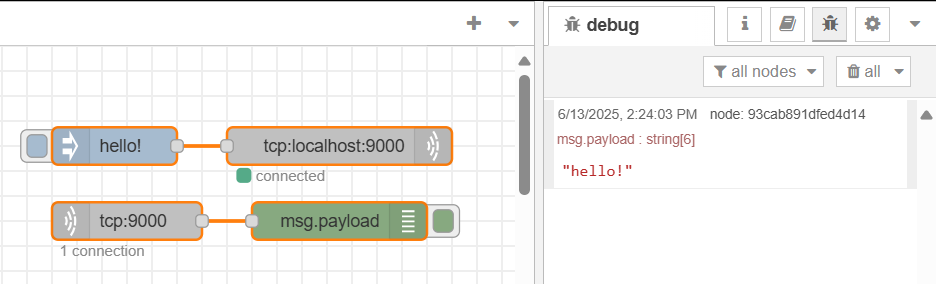 debug
all nodes
all
6/13/2025, 2:24:03 PM node: 93cab891dfed4d14
msg.payload : string[6]
"hello!"
hello!
tcp:localhost:9000
connected
tcp:9000
msg.payload
1 connection